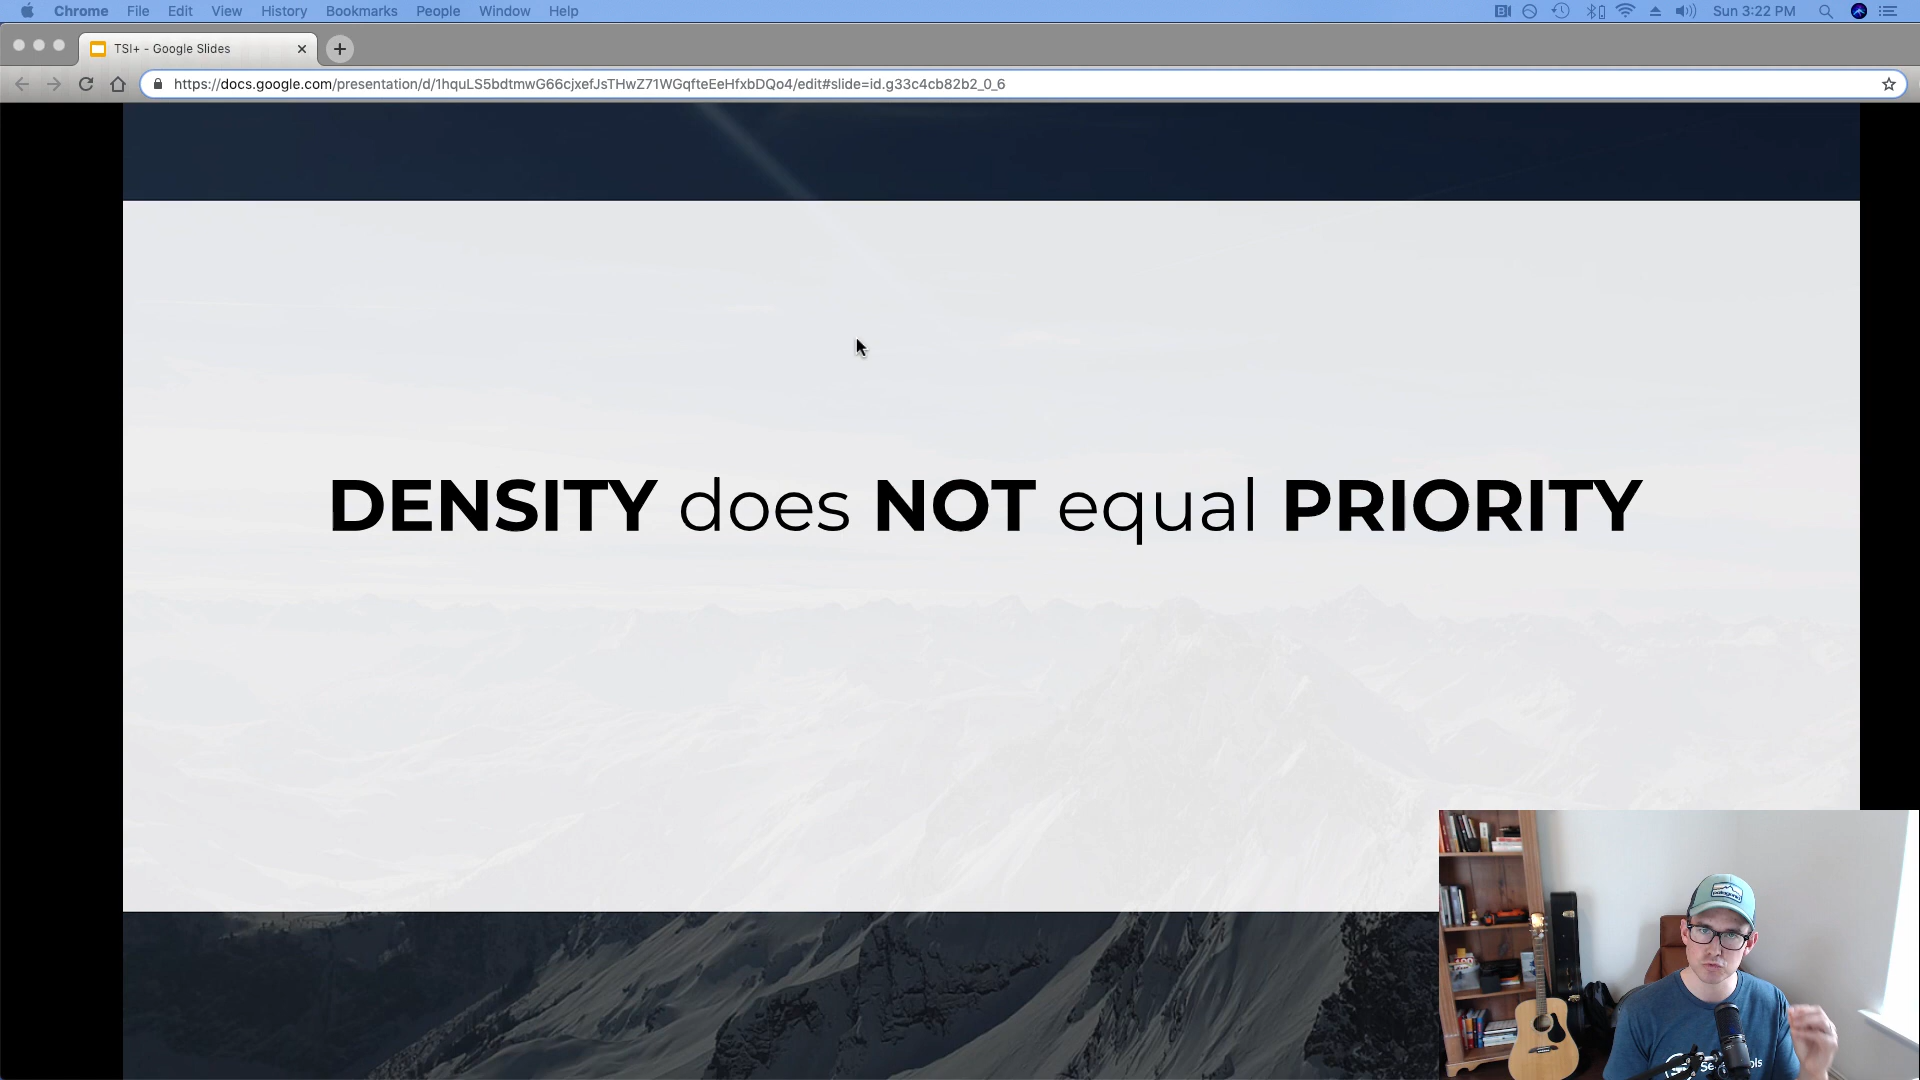 Chrome File Edit View History Bookmarks People Window Help Sun 3:22 PM
TSI+ - Google Slides
https://docs.google.com/presentation/d/1hquLS5bdtmwG66cjxefJsTHwZ71WGqfteEeHfxbDQo4/edit#slide=id.g33c4cb82b2_0_6
DENSITY does NOT equal PRIORITY